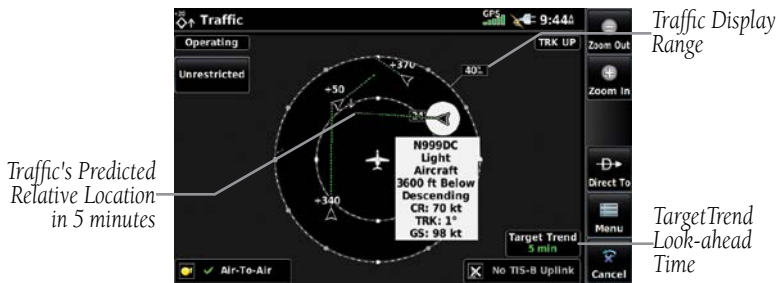 +20
Traffic
GPS
9:44
Traffic Display
Range
Operating
TRK UP
Zoom Out
Unrestricted
+370
40
+50
Zoom In
N999DC
Light
Aircraft
3600 ft Below
Descending
CR: 70 kt
TRK: 1°
GS: 98 kt
Traffic's Predicted
Relative Location
in 5 minutes
Direct To
+340
Menu
Target Trend
5 min
TargetTrend
Look-ahead
Time
Air-To-Air
No TIS-B Uplink
Cancel